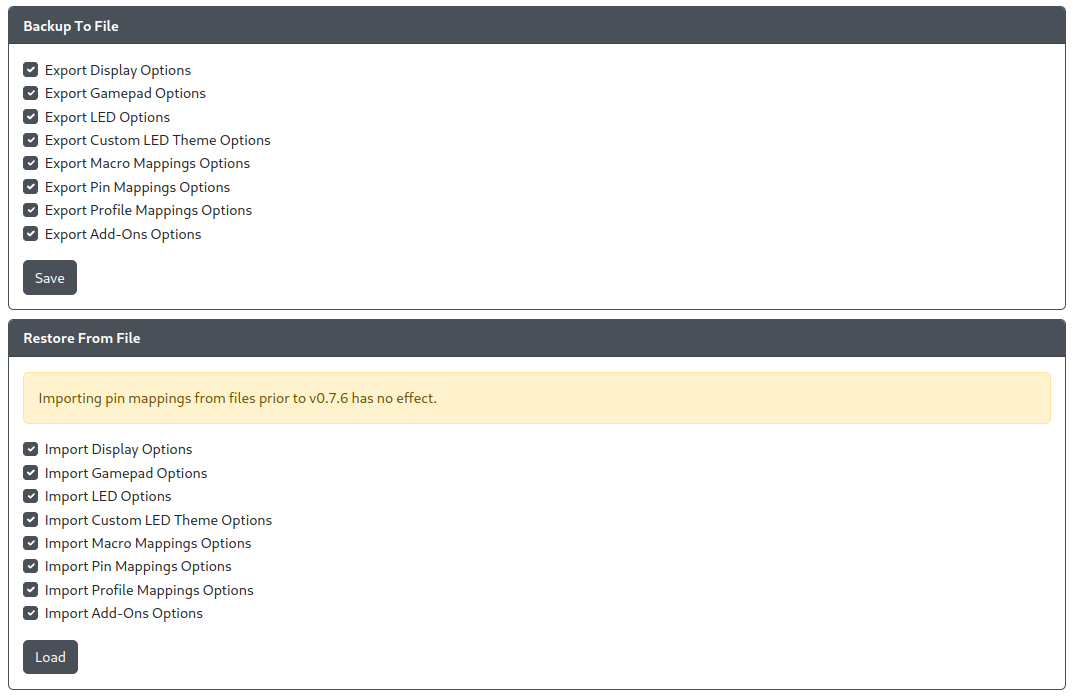 Backup To File
Export Display Options
Export Gamepad Options
Export LED Options
Export Custom LED Theme Options
Export Macro Mappings Options
Export Pin Mappings Options
Export Profile Mappings Options
Export Add-Ons Options
Save
Restore From File
Importing pin mappings from files prior to v0.7.6 has no effect.
Import Display Options
Import Gamepad Options
Import LED Options
Import Custom LED Theme Options
Import Macro Mappings Options
Import Pin Mappings Options
Import Profile Mappings Options
Import Add-Ons Options
Load